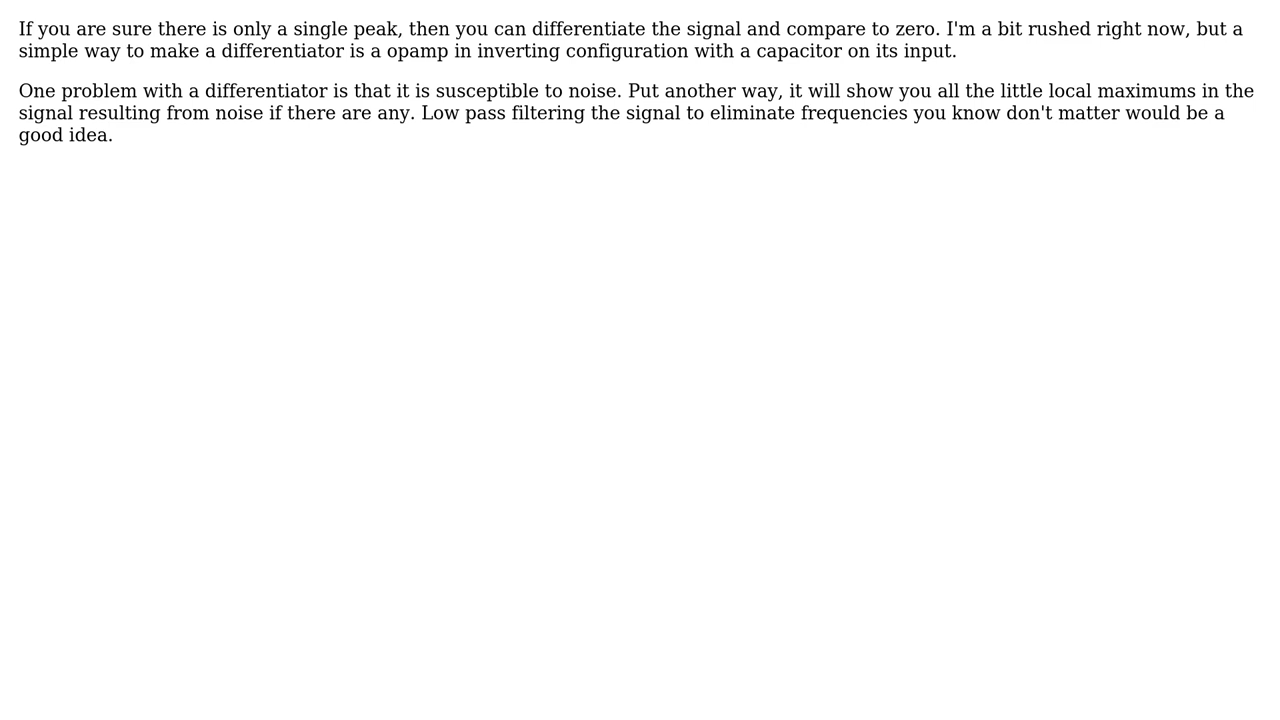 If you are sure there is only a single peak, then you can differentiate the signal and compare to zero. I'm a bit rushed right now, but a
simple way to make a differentiator is a opamp in inverting configuration with a capacitor on its input.
One problem with a differentiator is that it is susceptible to noise. Put another way, it will show you all the little local maximums in the
signal resulting from noise if there are any. Low pass filtering the signal to eliminate frequencies you know don't matter would be a
good idea.